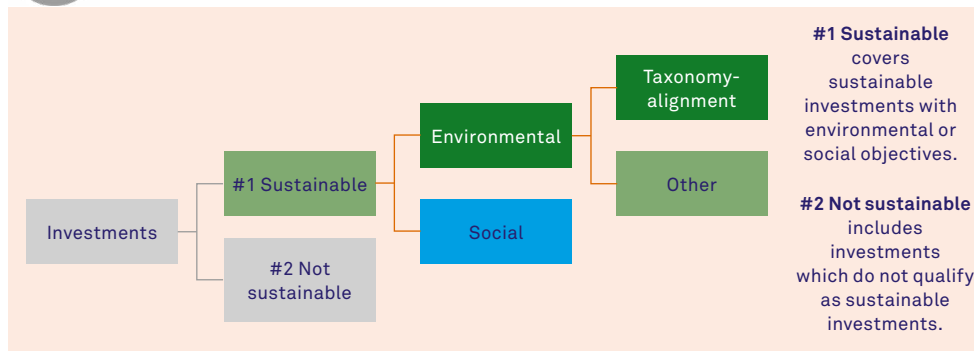 Investments
#1 Sustainable
#2 Not
sustainable
Environmental
Social
Taxonomy-
alignment
Other
#1 Sustainable
covers
sustainable
investments with
environmental or
social objectives.
#2 Not sustainable
includes
investments
which do not qualify
as sustainable
investments.